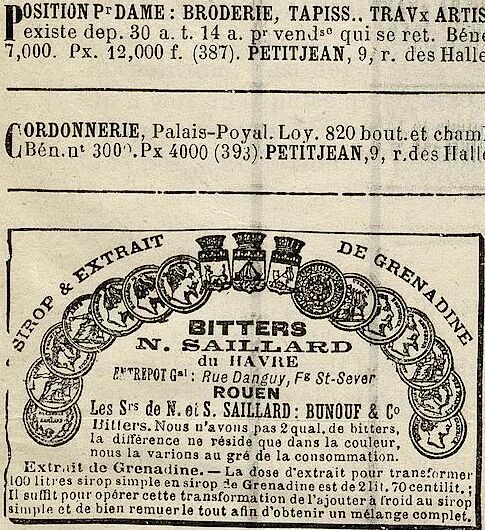 POSITION Pr DAME : BRODERIE, TAPISS.. TRAVx ARTIS
existe dep. 30 a. t. 14 a. pr vendse qui se ret. Béné
7,000. Px. 12,000 f. (387). PETITJEAN, 9, r. des Halle
CORDONNERIE, Palais-Poyal. Loy. 820 bout. et cham
Bén. nt 3000. Px 4000 (393). PETITJEAN, 9, r. des Halle
SIROP & EXTRAIT DE GRENADINE
BITTERS
N. SAILLARD
du HAVRE
ENTREPOT Gal : Rue Danguy, Fg St-Sever
ROUEN
Les Srs de N. et S. SAILLARD : BUNOUF & Co
Bitters. Nous n'avons pas 2 qual. de bitters,
la différence ne réside que dans la couleur,
nous la varions au gré de la consommation.
Extrait de Grenadine. — La dose d'extrait pour transformer
100 litres sirop simple en sirop de Grenadine est de 2 lit. 70 centilit. ;
Il suffit pour opérer cette transformation de l'ajouter à froid au sirop
simple et de bien remuer le tout afin d'obtenir un mélange complet.